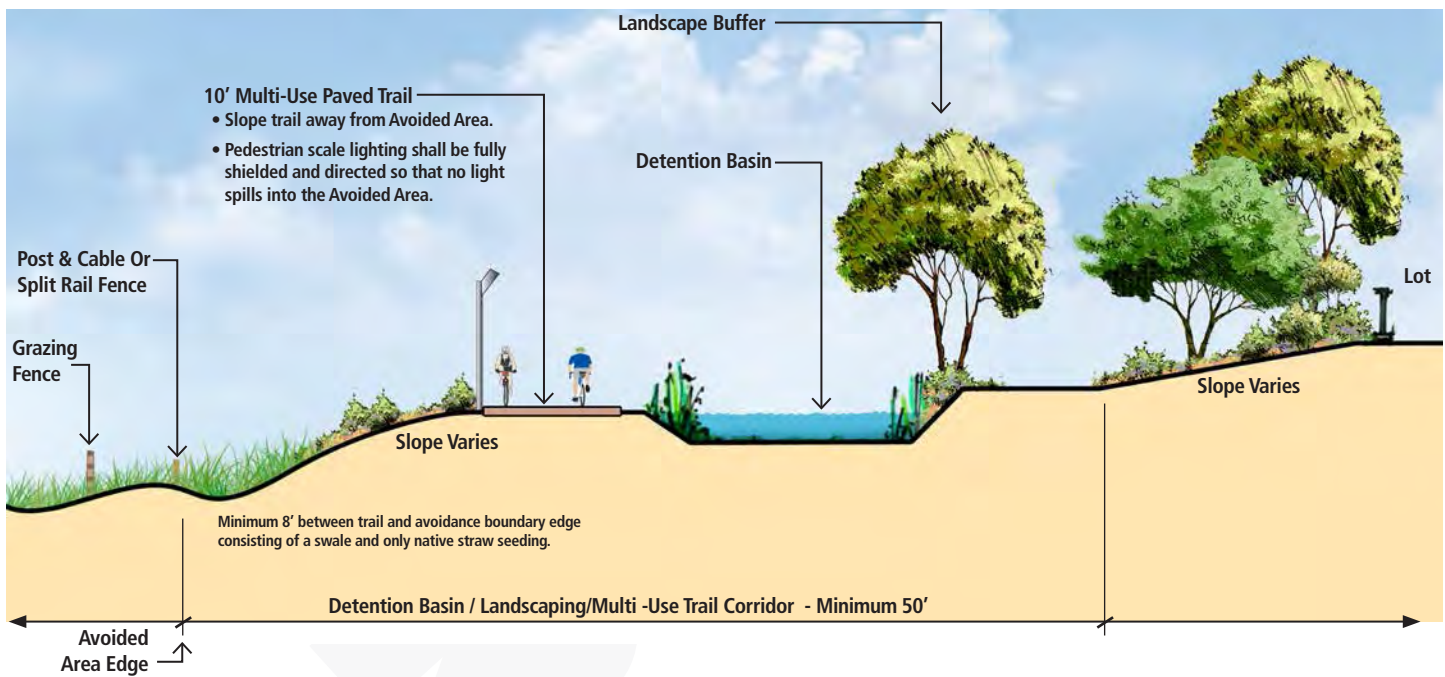 Landscape Buffer
10’ Multi-Use Paved Trail
• Slope trail away from Avoided Area.
• Pedestrian scale lighting shall be fully
shielded and directed so that no light
spills into the Avoided Area.
Detention Basin
Post & Cable Or
Split Rail Fence
Lot
Grazing
Fence
Slope Varies
Slope Varies
Minimum 8’ between trail and avoidance boundary edge
consisting of a swale and only native straw seeding.
Detention Basin / Landscaping/Multi -Use Trail Corridor - Minimum 50’
Avoided
Area Edge